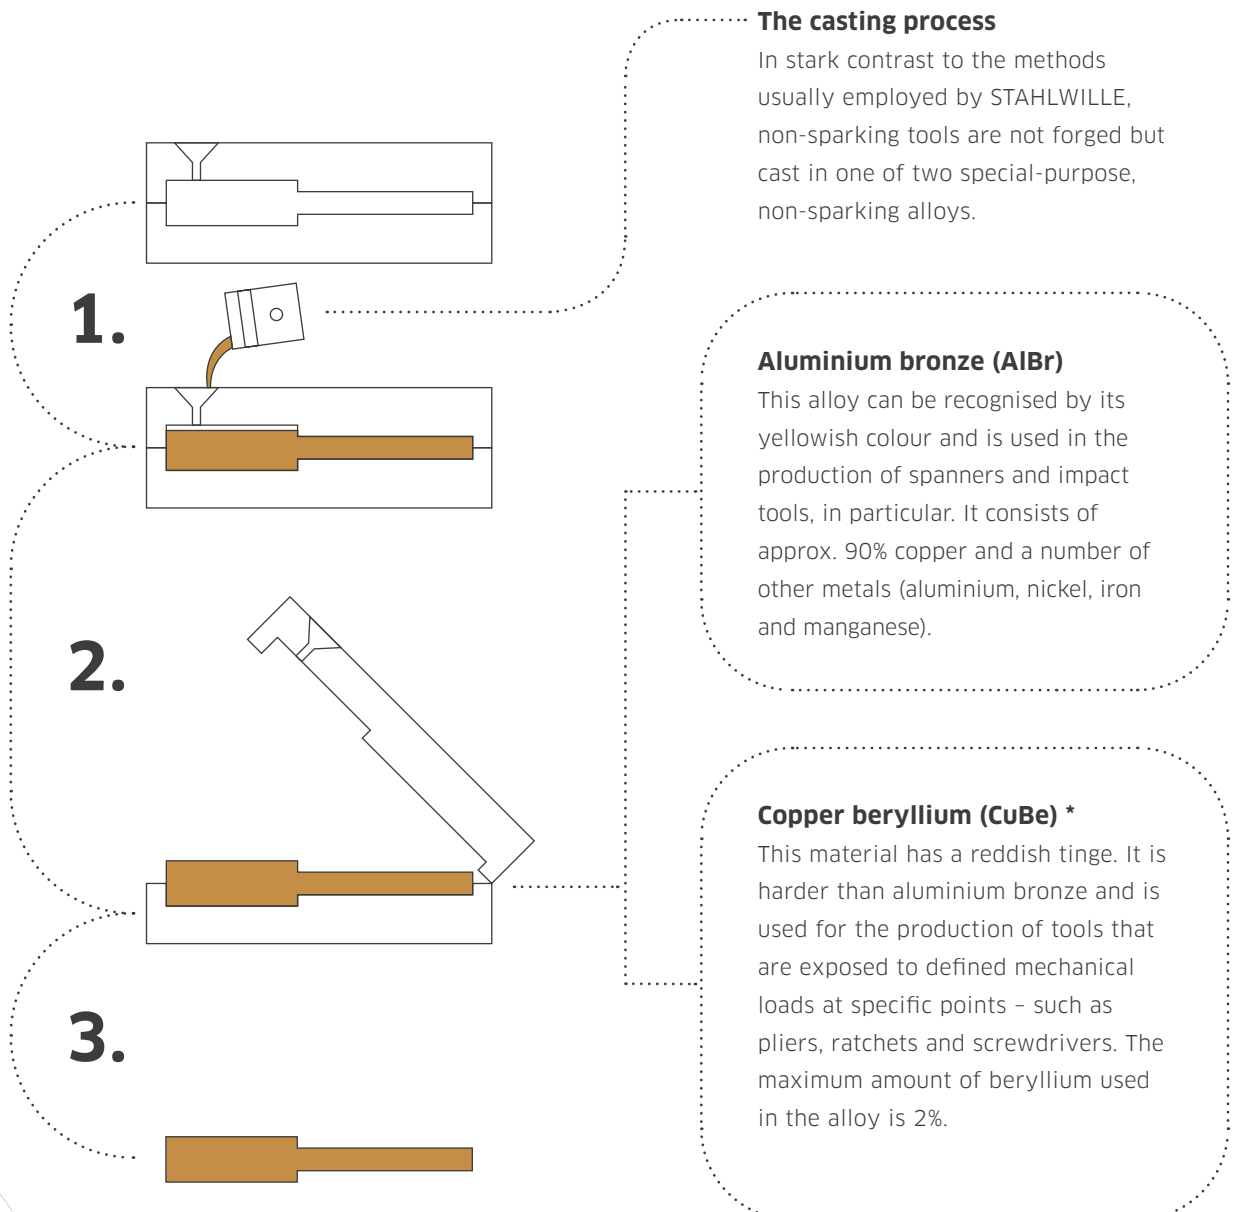 The casting process
In stark contrast to the methods
usually employed by STAHLWILLE,
non-sparking tools are not forged but
cast in one of two special-purpose,
non-sparking alloys.
1.
Aluminium bronze (AlBr)
This alloy can be recognised by its
yellowish colour and is used in the
production of spanners and impact
tools, in particular. It consists of
approx. 90% copper and a number of
other metals (aluminium, nickel, iron
and manganese).
2.
Copper beryllium (CuBe) *
This material has a reddish tinge. It is
harder than aluminium bronze and is
used for the production of tools that
are exposed to defined mechanical
loads at specific points – such as
pliers, ratchets and screwdrivers. The
maximum amount of beryllium used
in the alloy is 2%.
3.